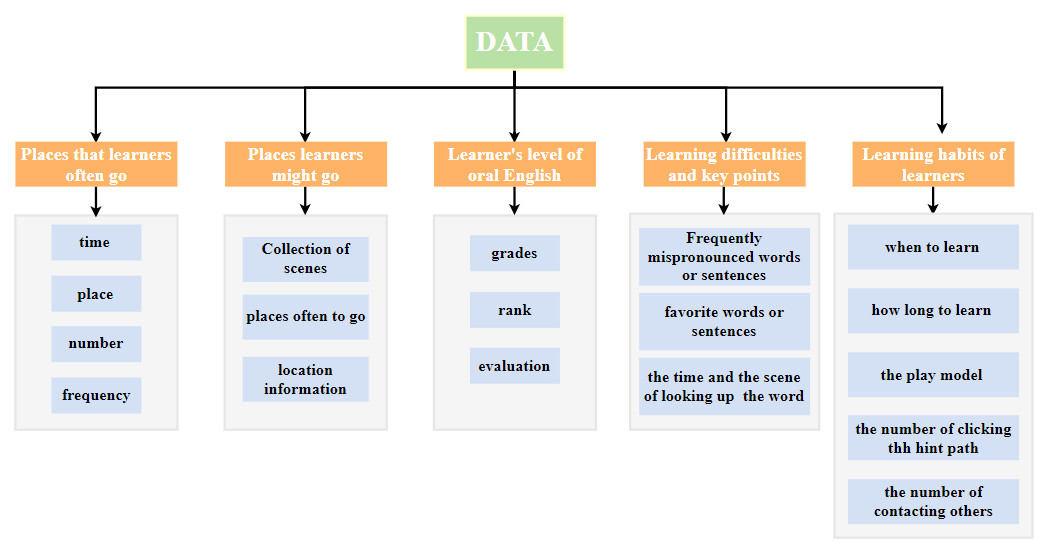 DATA
Places that learners
often go
Places learners
might go
Learner's level of
oral English
Learning difficulties
and key points
Learning habits of
learners
time
place
number
frequency
Collection of
scenes
places often to go
location
information
grades
rank
evaluation
Frequently
mispronounced words
or sentences
favorite words or
sentences
the time and the scene
of looking up the word
when to learn
how long to learn
the play model
the number of clicking
thh hint path
the number of
contacting others